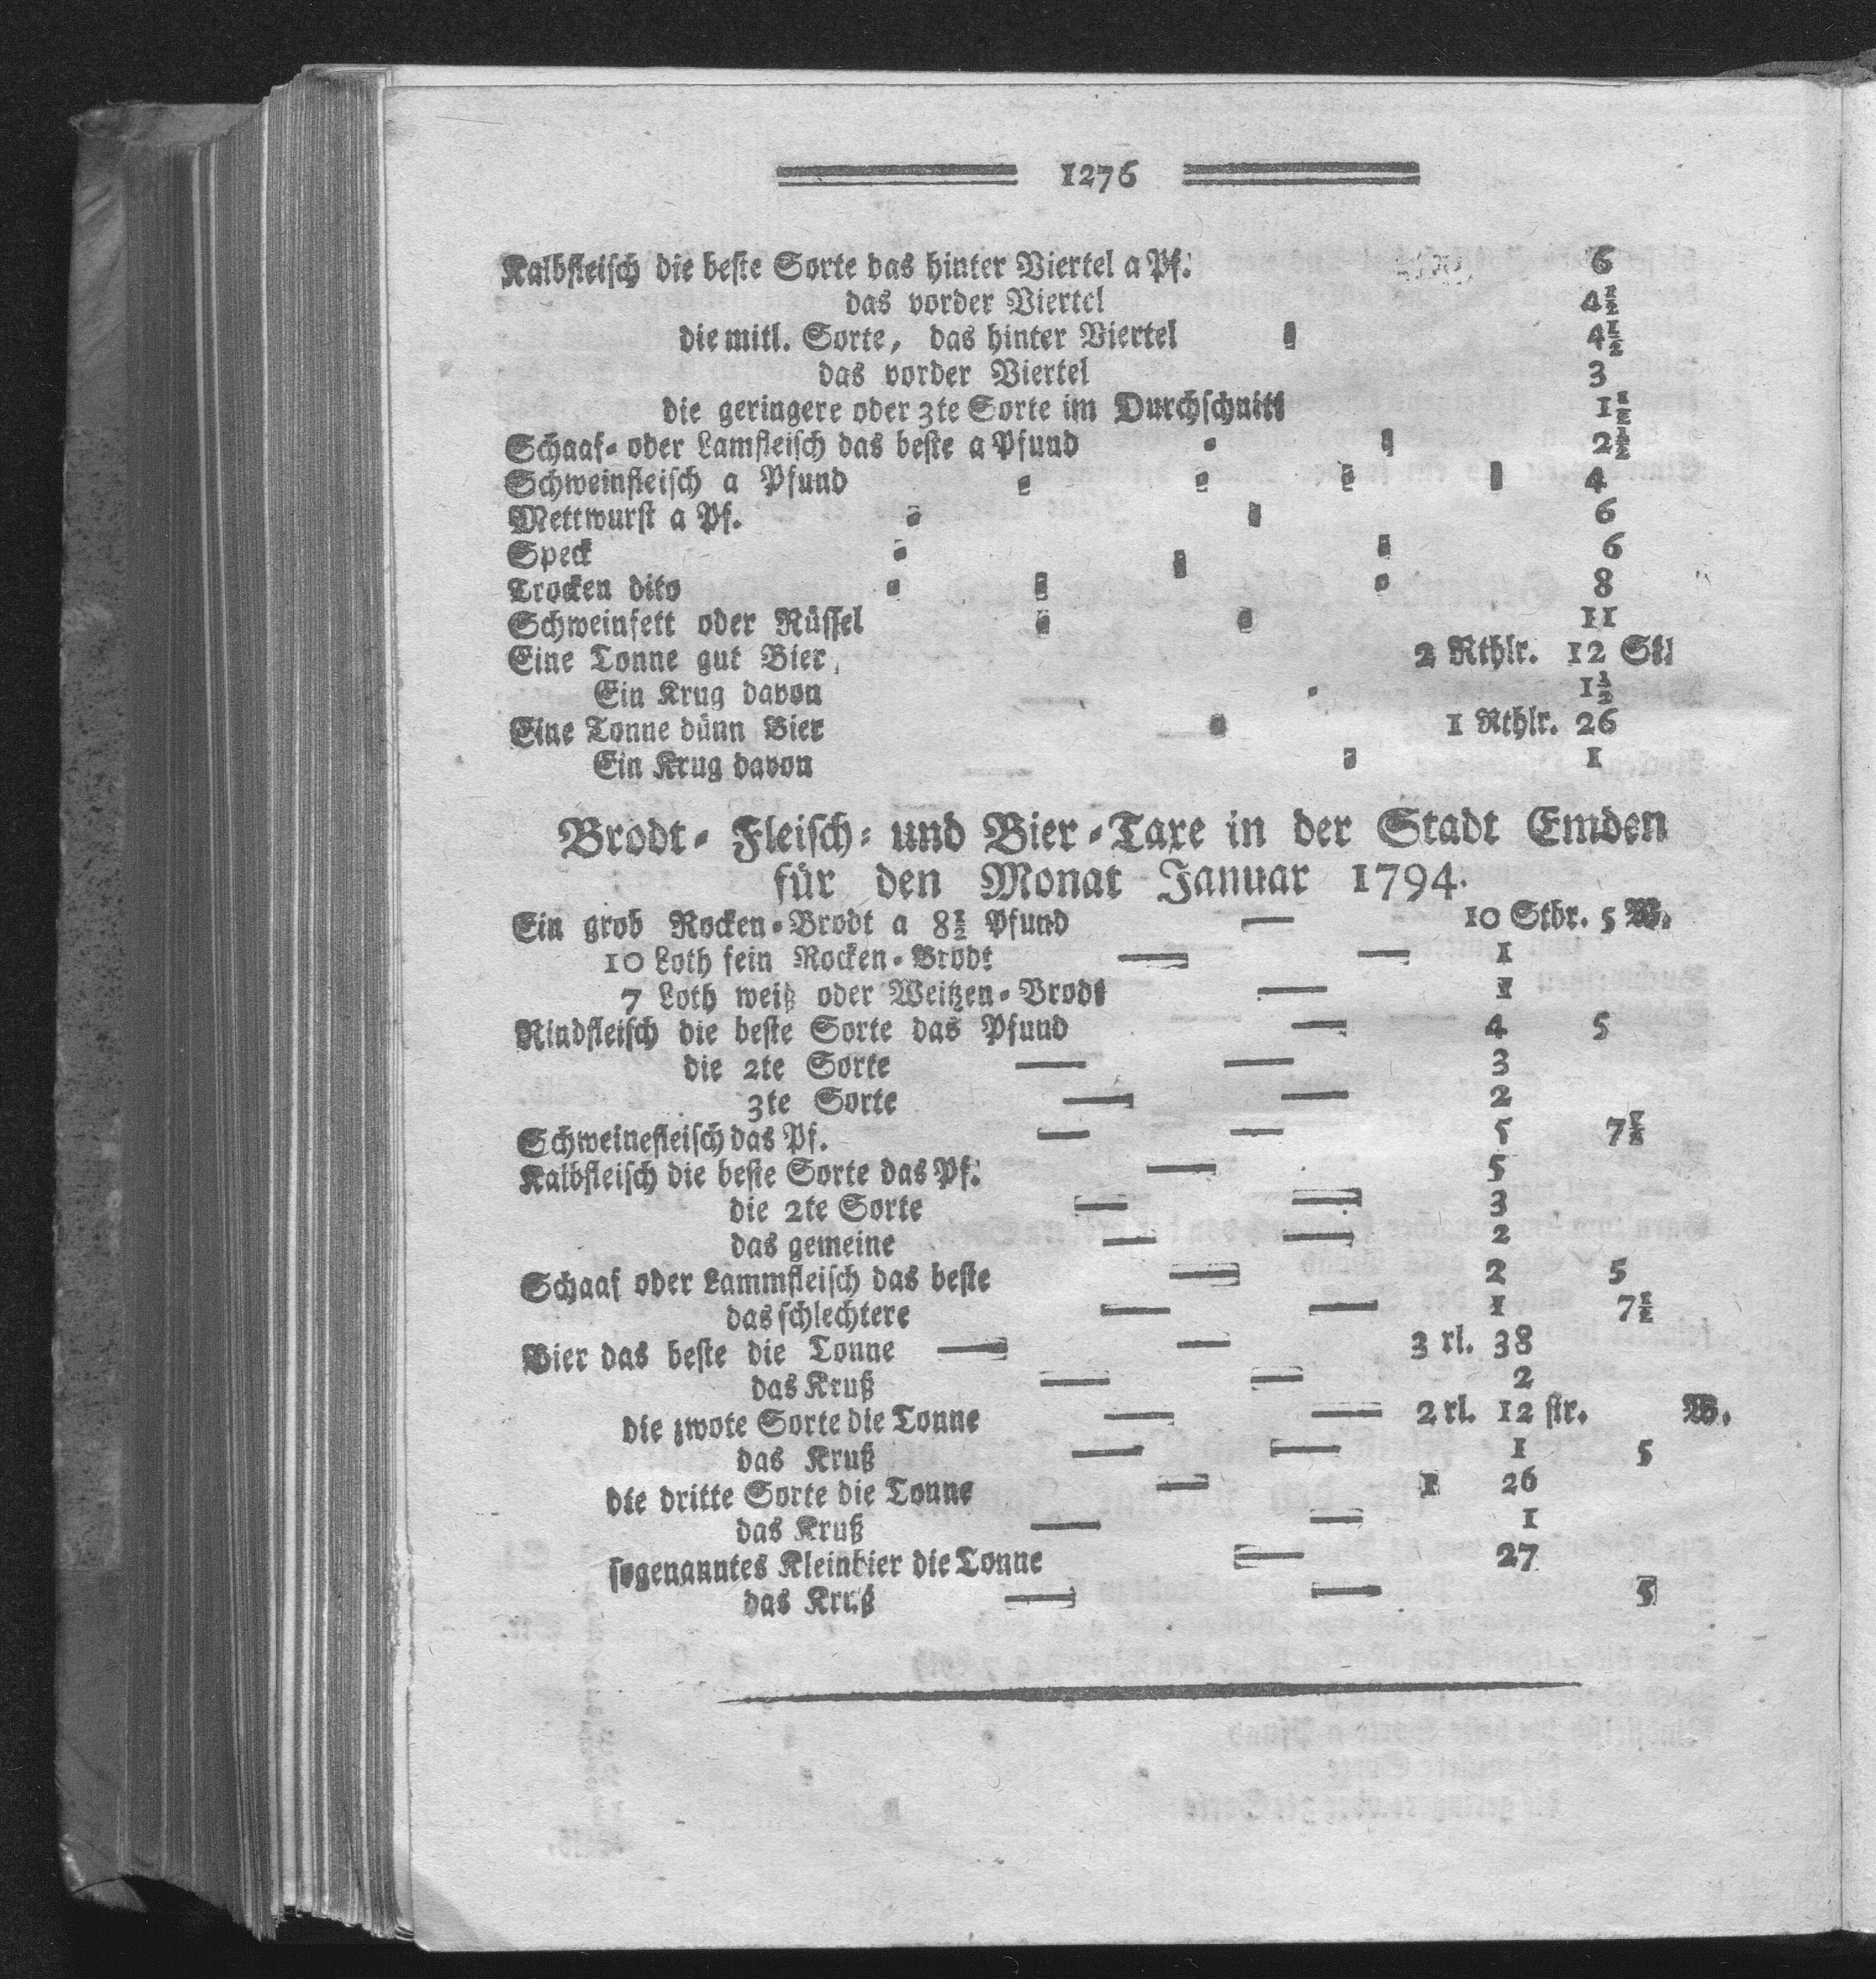 1276
Kalbfleisch die beste Sorte das hinter Viertel a Pf. 6
das vorder Viertel 4½
die mitl. Sorte, das hinter Viertel 4½
das vorder Viertel 3
die geringere oder 3te Sorte im Durchschnitt 1½
Schaaf- oder Lamfleisch das beste a Pfund 2½
Schweinfleisch a Pfund 4
Mettwurst a Pf. 6
Speck 6
Trocken dito 8
Schweinfett oder Rüssel 11
Eine Tonne gut Bier, 2 Rthlr. 12 St.
Ein Krug davon 1½
Eine Tonne dünn Bier 1 Rthlr. 26
Ein Krug davon 1
Brodt- Fleisch- und Bier-Taxe in der Stadt Emden
für den Monat Januar 1794.
Ein grob Rocken-Brodt a 8½ Pfund — 10 Stbr. 5 W.
10 Loth fein Rocken-Brodt — — 1
7 Loth weiß oder Weitzen-Brodt — 1
Rindfleisch die beste Sorte das Pfund — 4 5
die 2te Sorte — — 3
3te Sorte — — 2
Schweinefleisch das Pf. — — 5 7½
Kalbfleisch die beste Sorte das Pf. — 5
die 2te Sorte — — 3
das gemeine — — 2
Schaaf oder Lammfleisch das beste — 2 5
das schlechtere — — 1 7½
Bier das beste die Tonne — — 3 rl. 38
das Kruß — — 2
die zwote Sorte die Tonne — — 2 rl. 12 str. W.
das Kruß — — 1 5
die dritte Sorte die Tonne — 1 26
das Kruß — — 1
sogenanntes Kleinbier die Tonne — 27
das Kruß — — 5